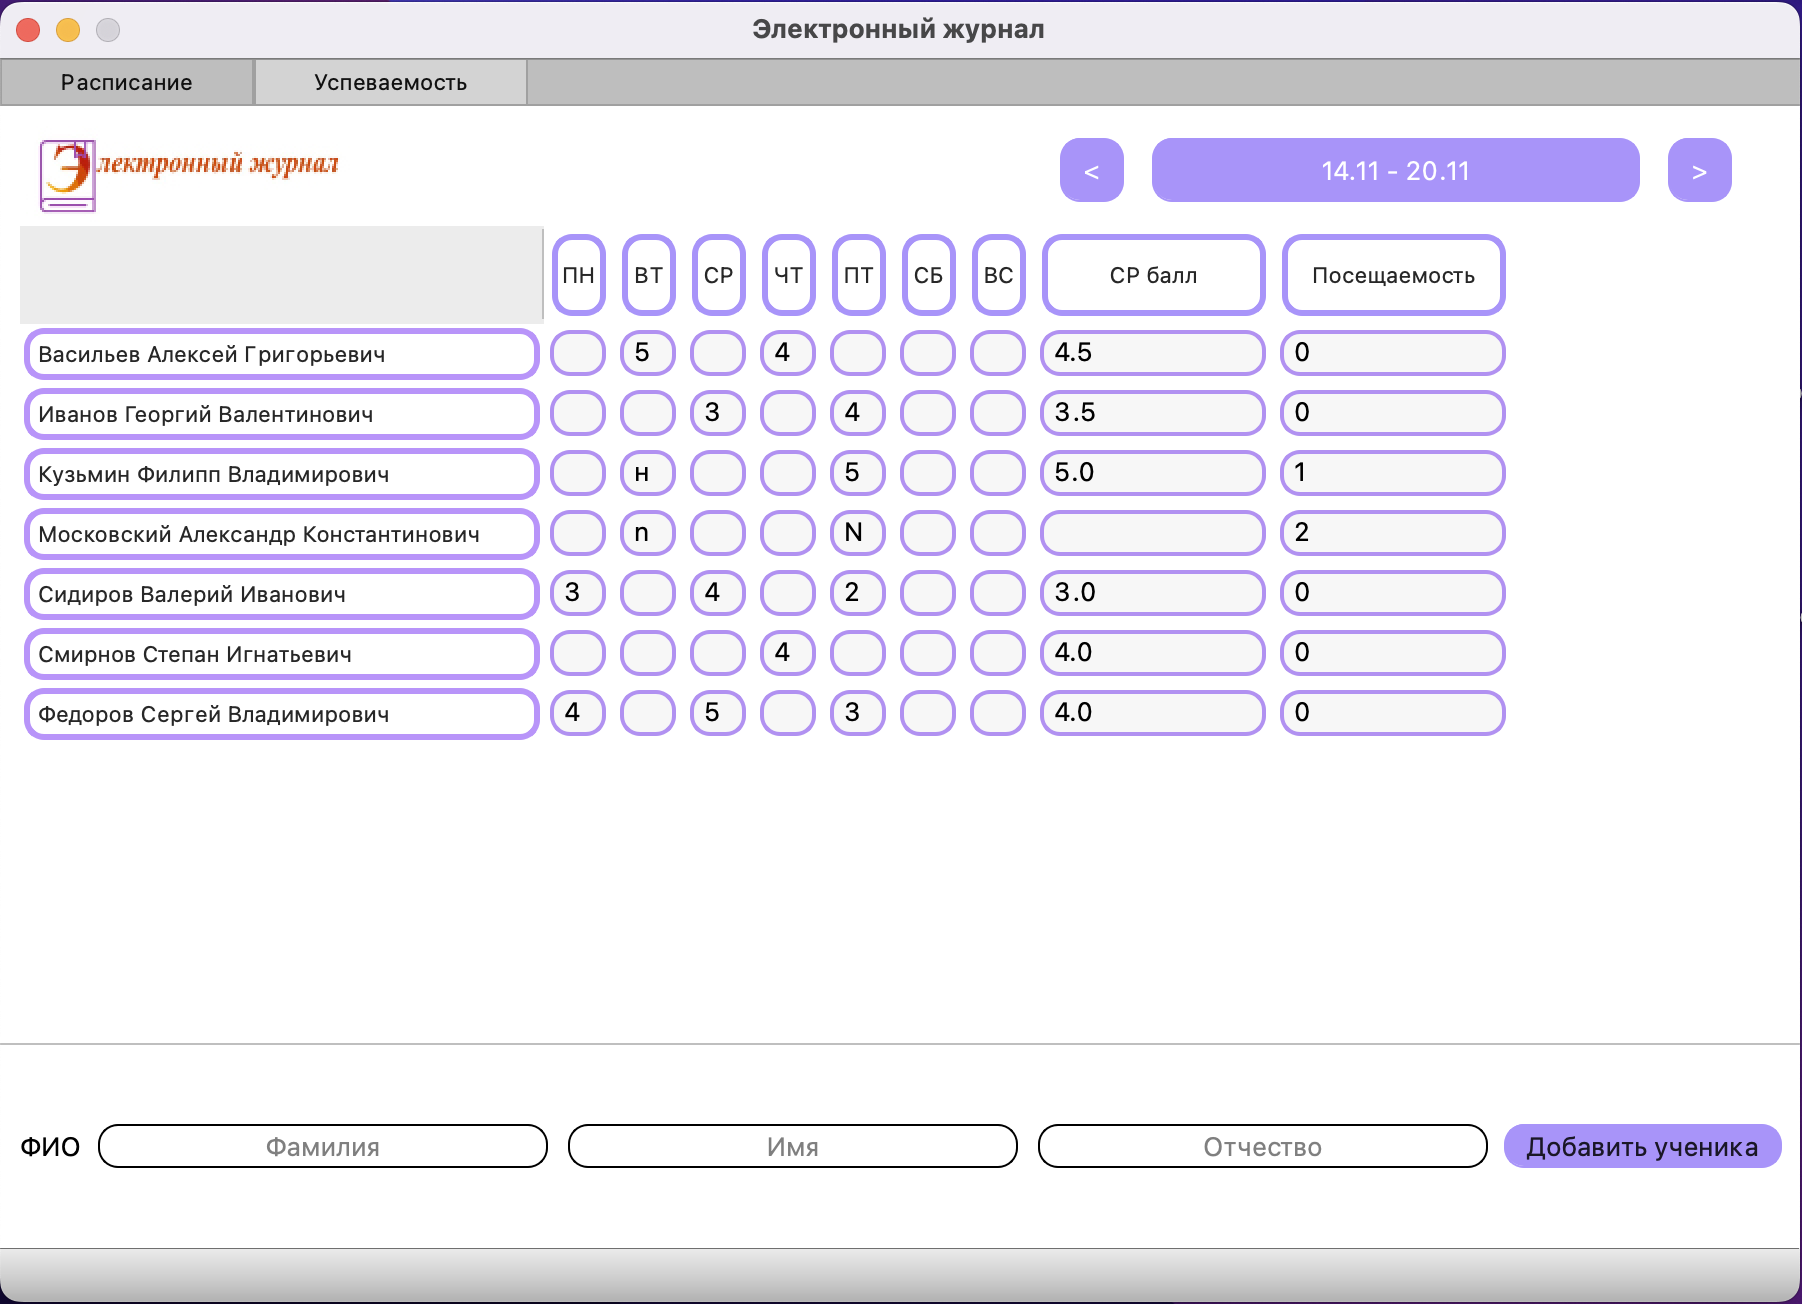 Электронный журнал
Расписание Успеваемость
Электронный журнал
< 14.11 - 20.11 >
ПН ВТ СР ЧТ ПТ СБ ВС СР балл Посещаемость
Васильев Алексей Григорьевич 5 4 4.5 0
Иванов Георгий Валентинович 3 4 3.5 0
Кузьмин Филипп Владимирович н 5 5.0 1
Московский Александр Константинович n N 2
Сидиров Валерий Иванович 3 4 2 3.0 0
Смирнов Степан Игнатьевич 4 4.0 0
Федоров Сергей Владимирович 4 5 3 4.0 0
ФИО Фамилия Имя Отчество Добавить ученика